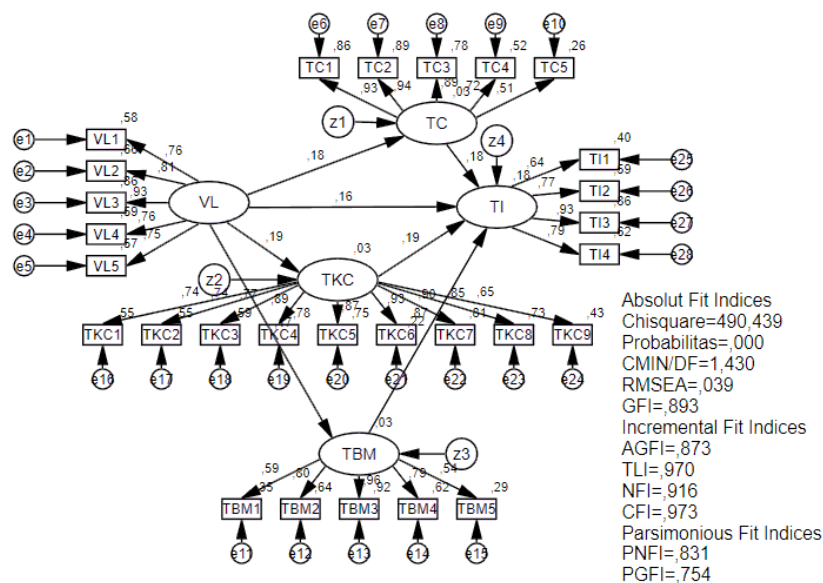 e6 e7 e8 e9 e10
,86 ,89 ,78 ,52 ,26
TC1 TC2 TC3 TC4 TC5
,93 ,94 ,89 ,72 ,51
,03
z1 TC z4
e1 VL1 ,58
e2 VL2
e3 VL3 ,86
e4 VL4 ,59
e5 VL5 ,57
,76
,81
,93
,76
,75
VL
,18
,16
,19
,18
,18
TI
,64
,77
,93
,79
TI1 ,40 e25
TI2 ,59 e26
TI3 ,86 e27
TI4 ,62 e28
z2 TKC ,03 ,19
,74 ,74 ,77 ,89 ,87 ,93 ,90 ,85 ,65
,55 ,55 ,59 ,78 ,75 ,87 ,81 ,73 ,43
TKC1 TKC2 TKC3 TKC4 TKC5 TKC6 TKC7 TKC8 TKC9
e16 e17 e18 e19 e20 e21 e22 e23 e24
,03
TBM z3
,59 ,80 ,96 ,79 ,54
,35 ,64 ,92 ,62 ,29
TBM1 TBM2 TBM3 TBM4 TBM5
e11 e12 e13 e14 e15
Absolut Fit Indices
Chisquare=490,439
Probabilitas=,000
CMIN/DF=1,430
RMSEA=,039
GFI=,893
Incremental Fit Indices
AGFI=,873
TLI=,970
NFI=,916
CFI=,973
Parsimonious Fit Indices
PNFI=,831
PGFI=,754